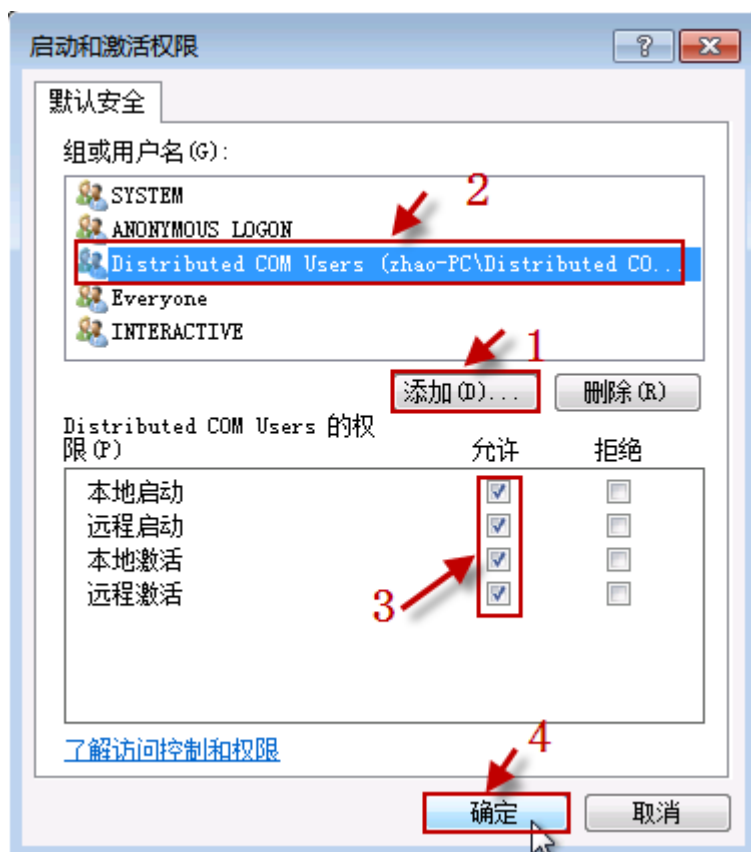 启动和激活权限
默认安全
组或用户名(G):
2
SYSTEM
ANONYMOUS LOGON
Distributed COM Users (zhao-PC\Distributed CO...
Everyone
INTERACTIVE
1
添加(D)... 删除(R)
Distributed COM Users 的权
限(P) 允许 拒绝
本地启动
远程启动
本地激活
远程激活
3
了解访问控制和权限
4
确定 取消